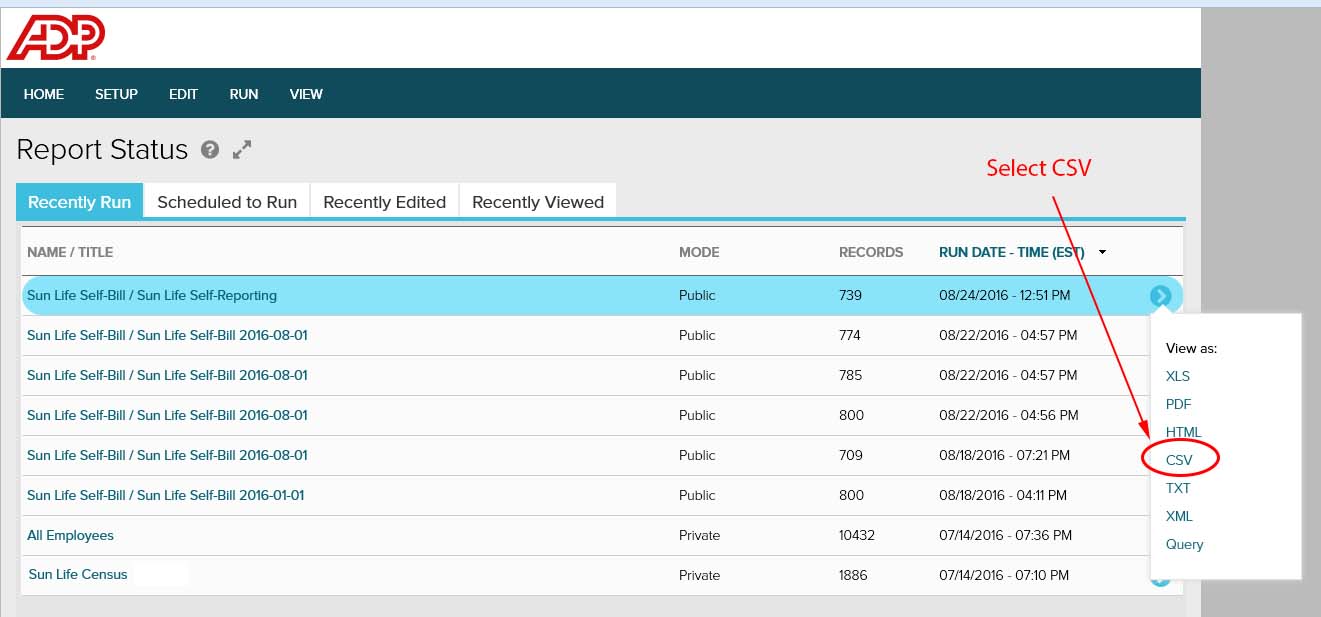 ADP
HOME SETUP EDIT RUN VIEW
Report Status ?
Select CSV
Recently Run Scheduled to Run Recently Edited Recently Viewed
NAME / TITLE MODE RECORDS RUN DATE - TIME (EST)
Sun Life Self-Bill / Sun Life Self-Reporting Public 739 08/24/2016 - 12:51 PM
Sun Life Self-Bill / Sun Life Self-Bill 2016-08-01 Public 774 08/22/2016 - 04:57 PM
Sun Life Self-Bill / Sun Life Self-Bill 2016-08-01 Public 785 08/22/2016 - 04:57 PM
Sun Life Self-Bill / Sun Life Self-Bill 2016-08-01 Public 800 08/22/2016 - 04:56 PM
Sun Life Self-Bill / Sun Life Self-Bill 2016-08-01 Public 709 08/18/2016 - 07:21 PM
Sun Life Self-Bill / Sun Life Self-Bill 2016-01-01 Public 800 08/18/2016 - 04:11 PM
All Employees Private 10432 07/14/2016 - 07:36 PM
Sun Life Census Private 1886 07/14/2016 - 07:10 PM
View as:
XLS
PDF
HTML
CSV
TXT
XML
Query